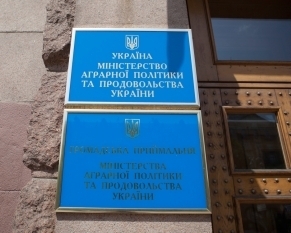 УКРАЇНА
МІНІСТЕРСТВО
АГРАРНОЇ ПОЛІТИКИ
ТА ПРОДОВОЛЬСТВА
УКРАЇНИ
МІНІСТЕРСТВА
АГРАРНОЇ ПОЛІТИКИ
ТА ПРОДОВОЛЬСТВА
УКРАЇНИ